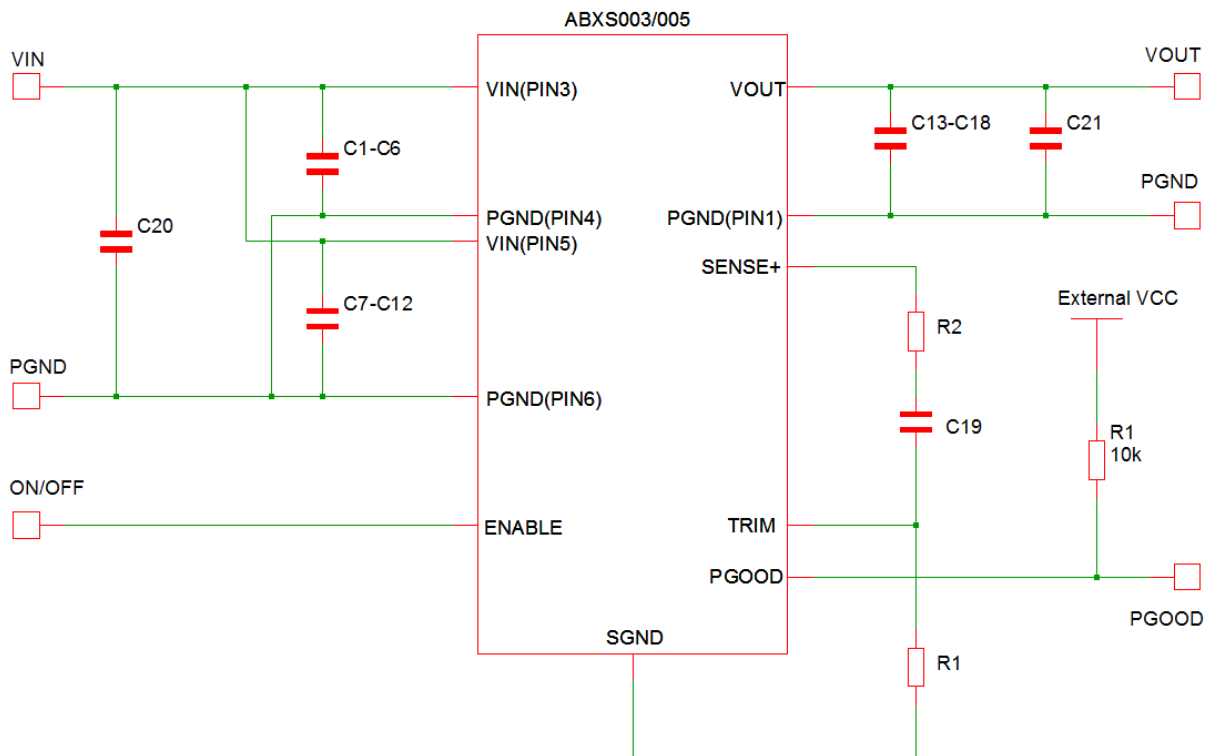 ABXS003/005
VIN
VOUT
VIN(PIN3)
VOUT
C1-C6
C13-C18
C21
PGND
C20
PGND(PIN4)
VIN(PIN5)
PGND(PIN1)
SENSE+
C7-C12
External VCC
R2
PGND
PGND(PIN6)
C19
R1
10k
ON/OFF
ENABLE
TRIM
PGOOD
PGOOD
SGND
R1